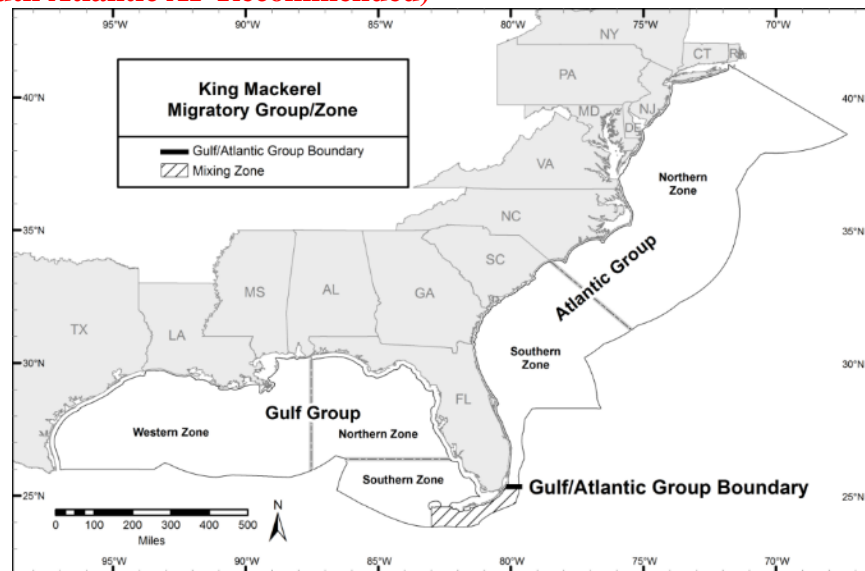 95°W 90°W 85°W 80°W 75°W 70°W
King Mackerel
Migratory Group/Zone
Gulf/Atlantic Group Boundary
Mixing Zone
NY
CT
PA
40°N
40°N
NJ
MD
DE
VA
Northern
Zone
NC
35°N
35°N
SC
Atlantic Group
MS
AL
GA
TX
LA
30°N
30°N
Southern
Zone
FL
Gulf Group
Western Zone
Northern Zone
Southern Zone
25°N
25°N
Gulf/Atlantic Group Boundary
N
0 50 100 200 300 400 500
Miles
95°W 90°W 85°W 80°W 75°W 70°W